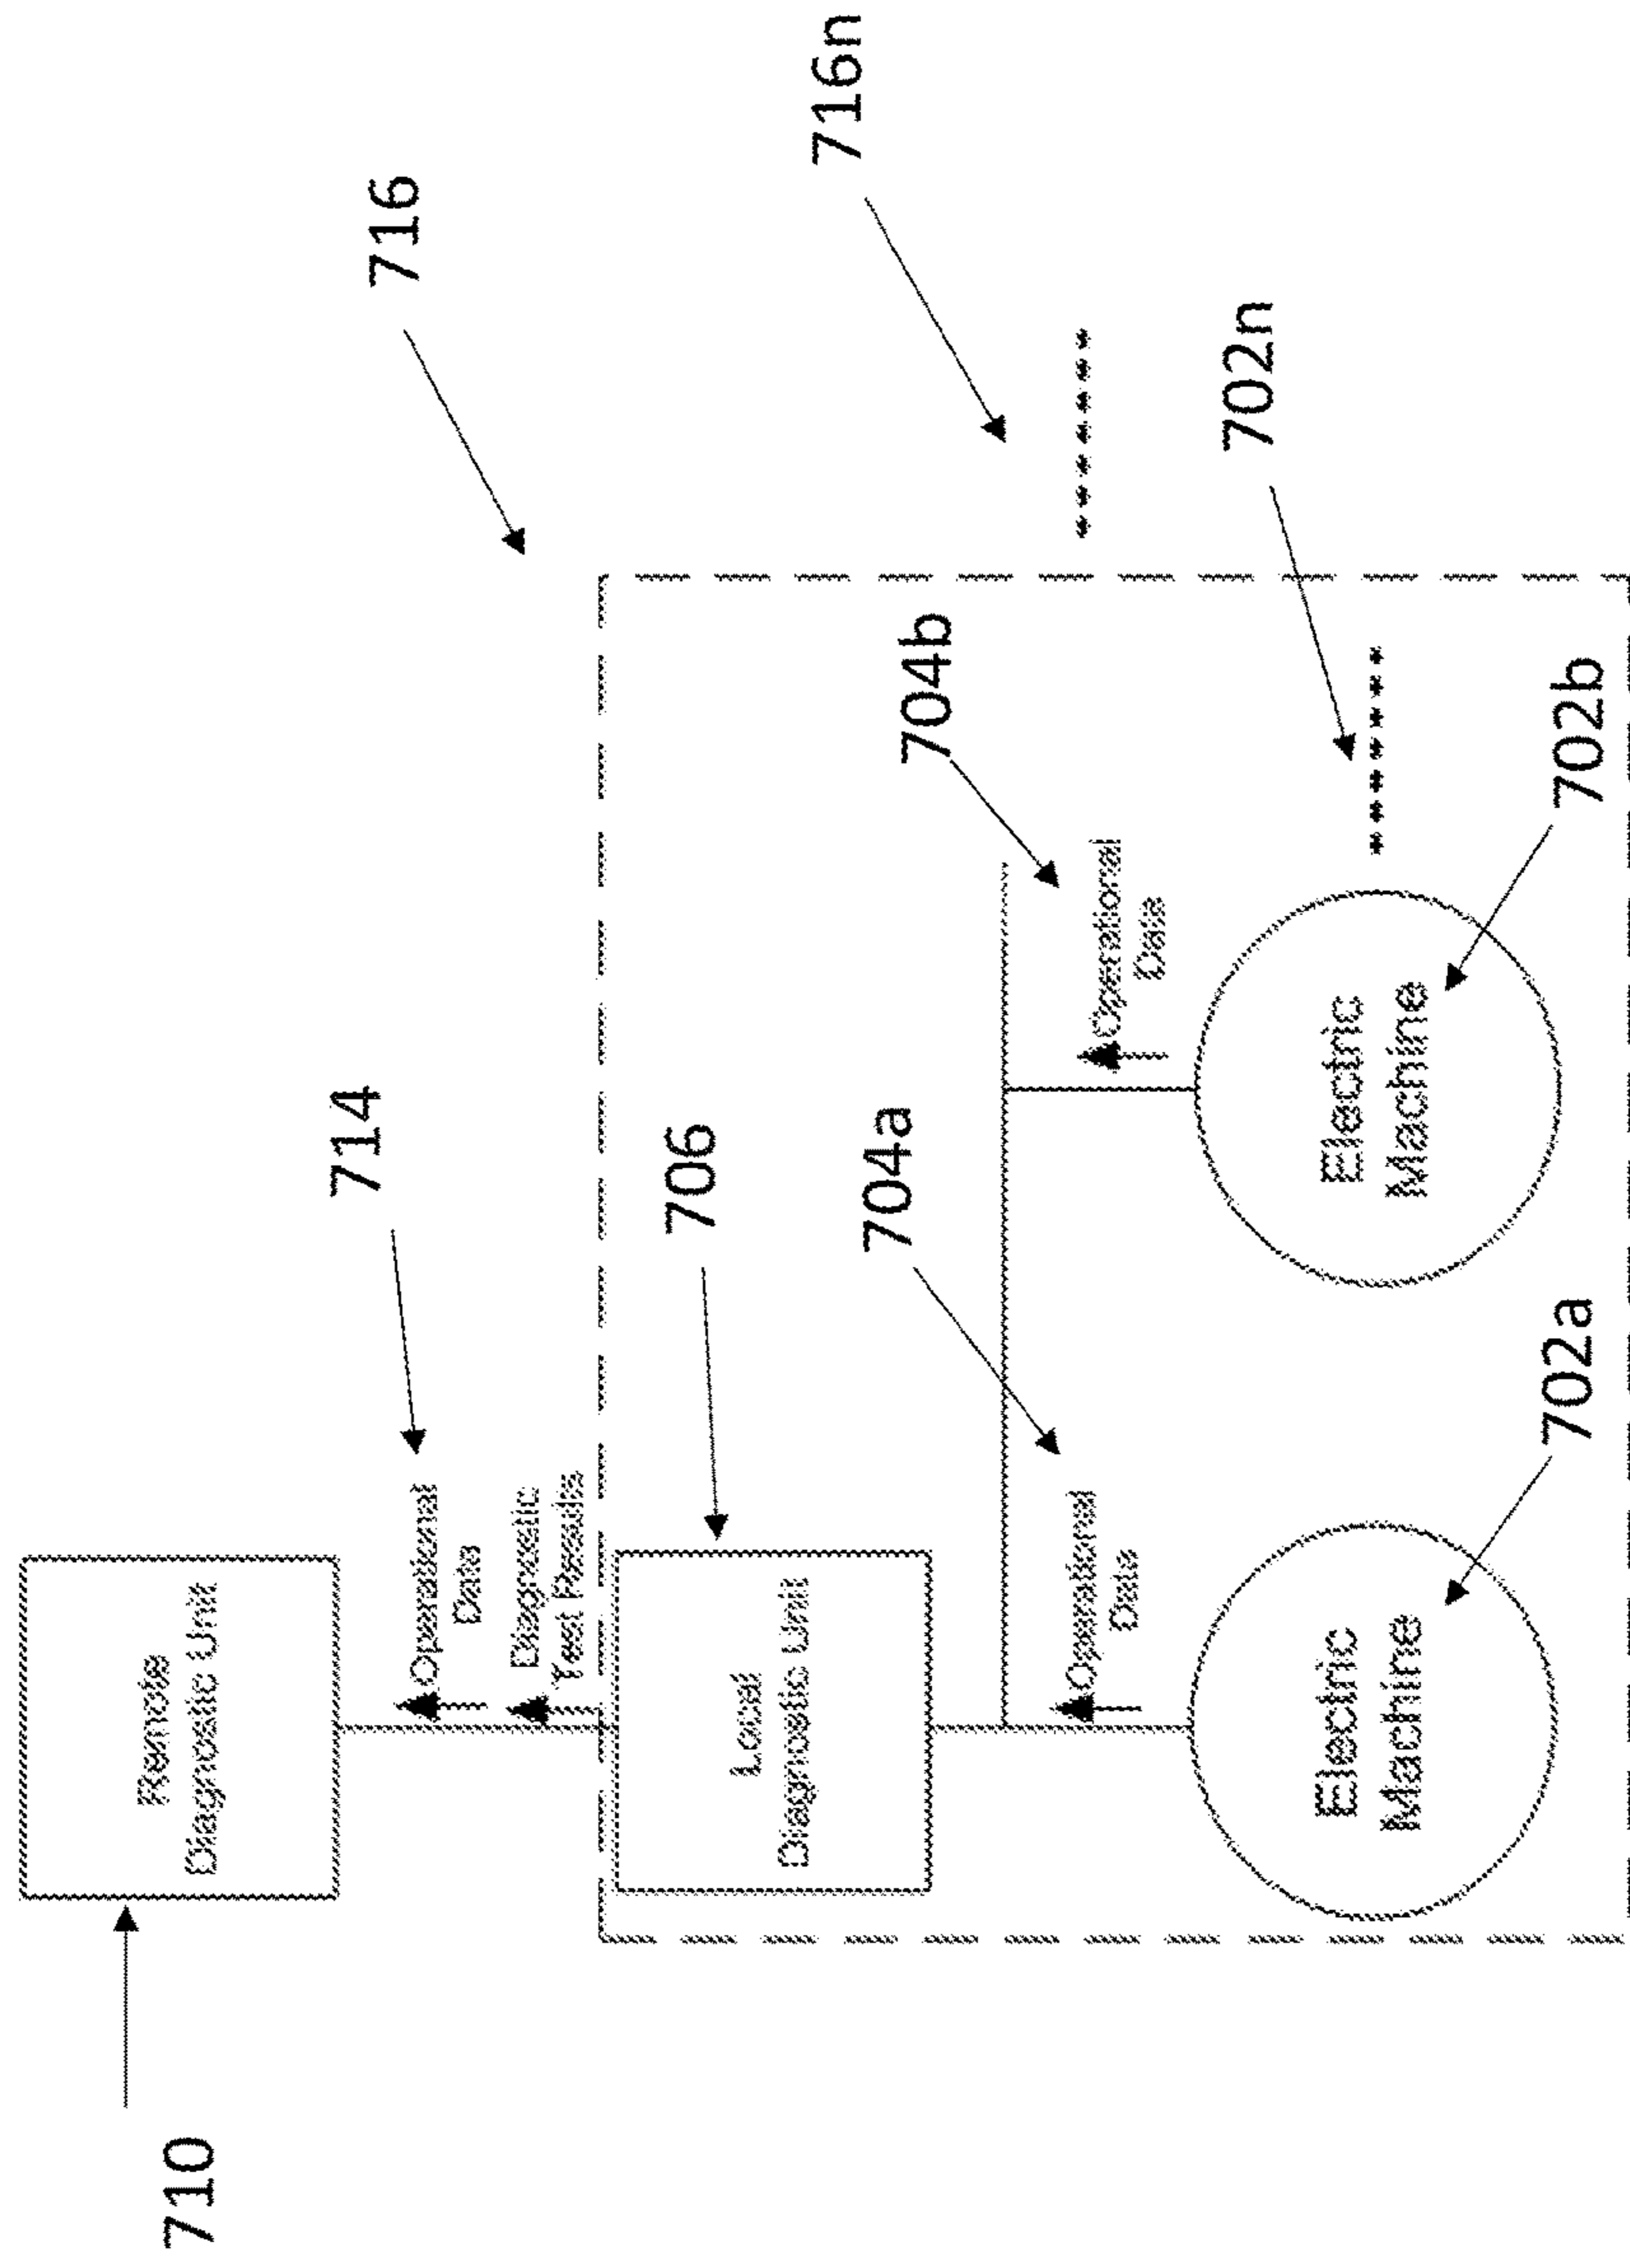 710
Remote
Diagnostic Unit
714
Operational
Data
Diagnostic
Test Results
716
716n
706
Local
Diagnostic Unit
704a
Operational
Data
704b
Operational
Data
702n
Electric
Machine
702a
Electric
Machine
702b